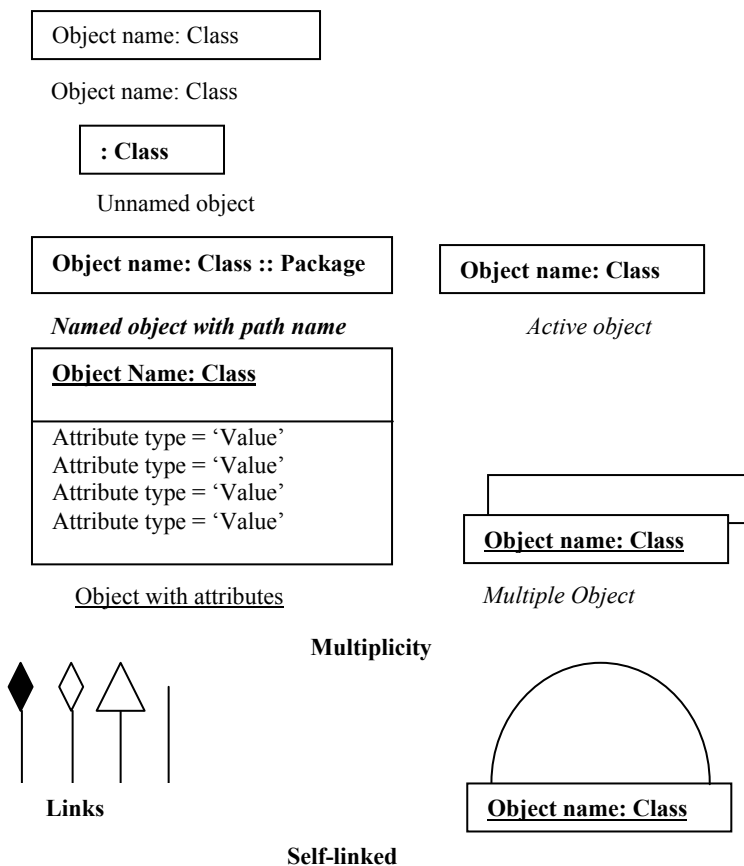 Object name: Class
Object name: Class
: Class
Unnamed object
Object name: Class :: Package
Object name: Class
Named object with path name
Active object
Object Name: Class
Attribute type = ‘Value’
Attribute type = ‘Value’
Attribute type = ‘Value’
Attribute type = ‘Value’
Object name: Class
Object with attributes
Multiple Object
Multiplicity
Object name: Class
Links
Self-linked